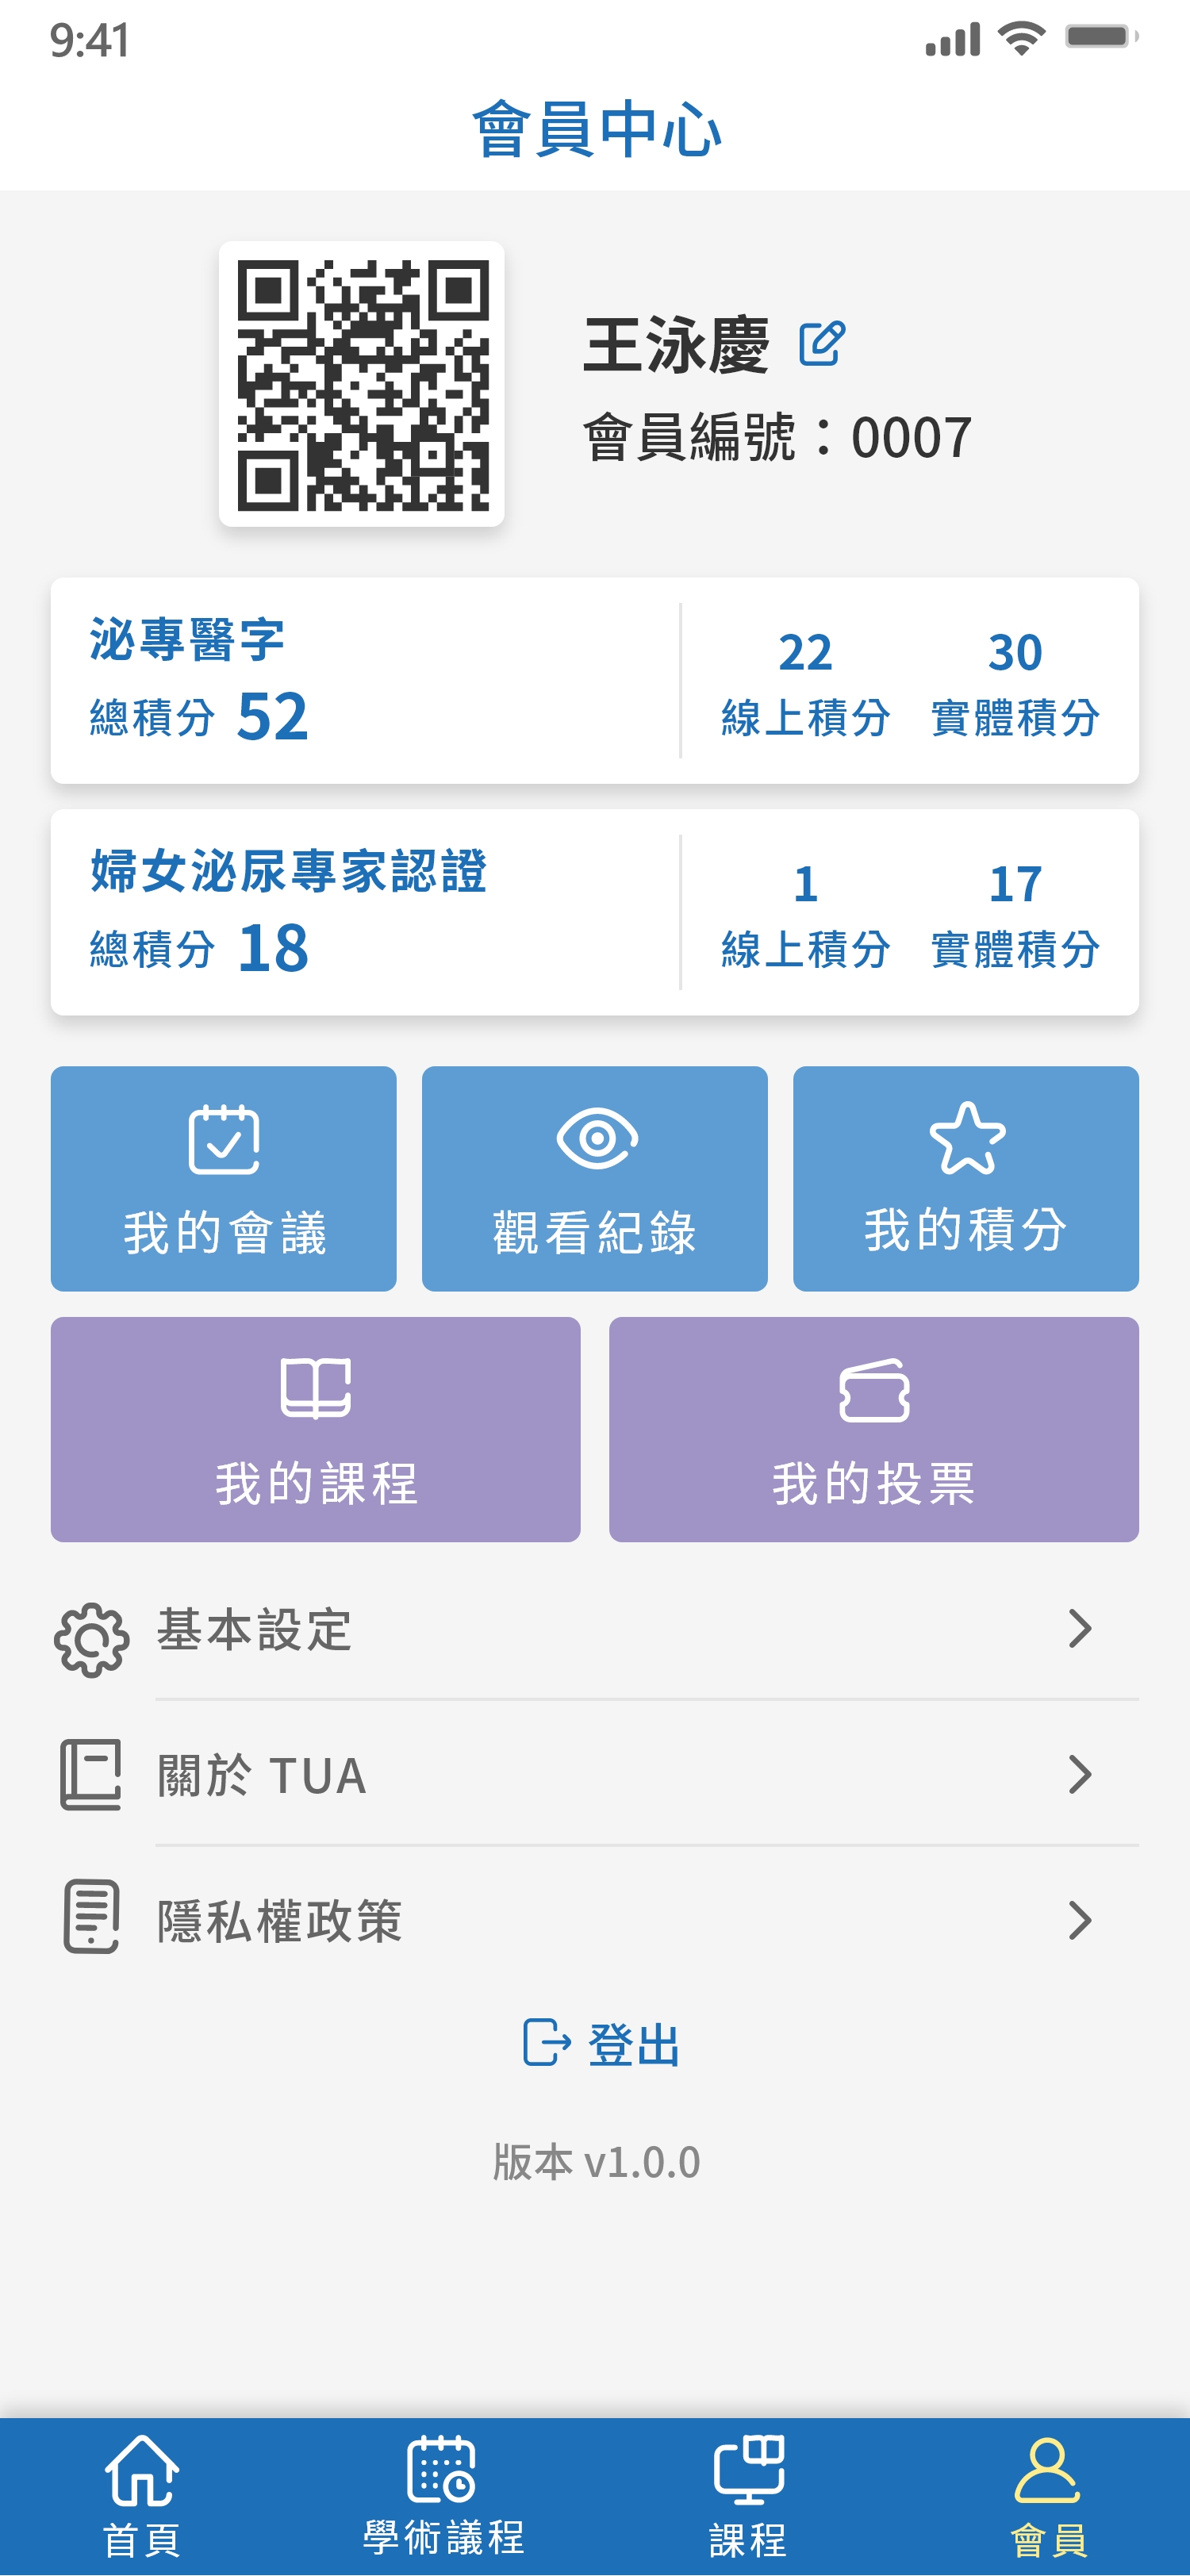 9:41
會員中心
王泳慶
會員編號：0007
泌專醫字
總積分 52
22
線上積分
30
實體積分
婦女泌尿專家認證
總積分 18
1
線上積分
17
實體積分
我的會議
觀看紀錄
我的積分
我的課程
我的投票
基本設定
關於 TUA
隱私權政策
登出
版本 v1.0.0
首頁
學術議程
課程
會員